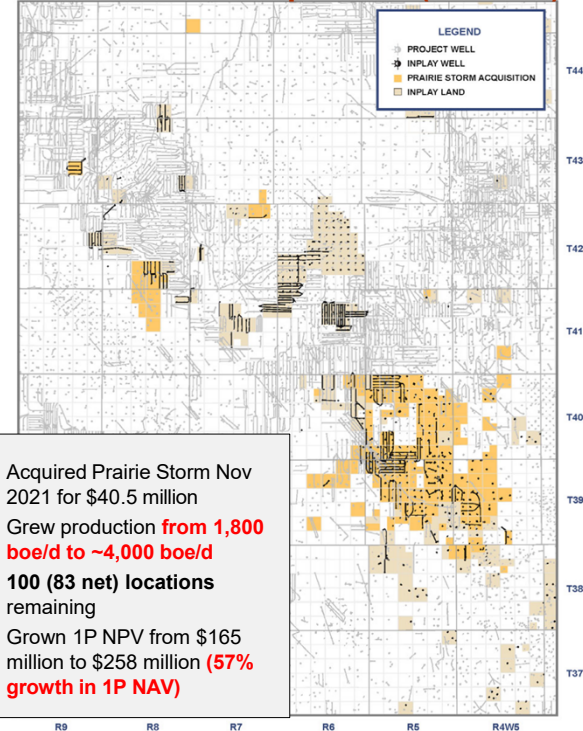 LEGEND
PROJECT WELL
INPLAY WELL
PRAIRIE STORM ACQUISITION
INPLAY LAND
T44
T43
T42
T41
T40
T39
T38
T37
Acquired Prairie Storm Nov
2021 for $40.5 million
Grew production from 1,800
boe/d to ~4,000 boe/d
100 (83 net) locations
remaining
Grown 1P NPV from $165
million to $258 million (57%
growth in 1P NAV)
R9
R8
R7
R6
R5
R4W5